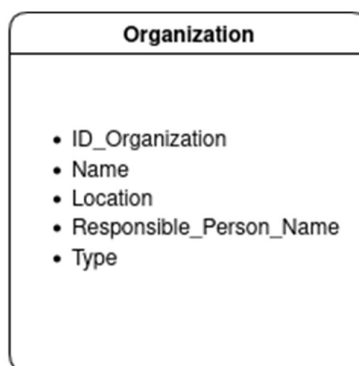 Organization
• ID_Organization
• Name
• Location
• Responsible_Person_Name
• Type